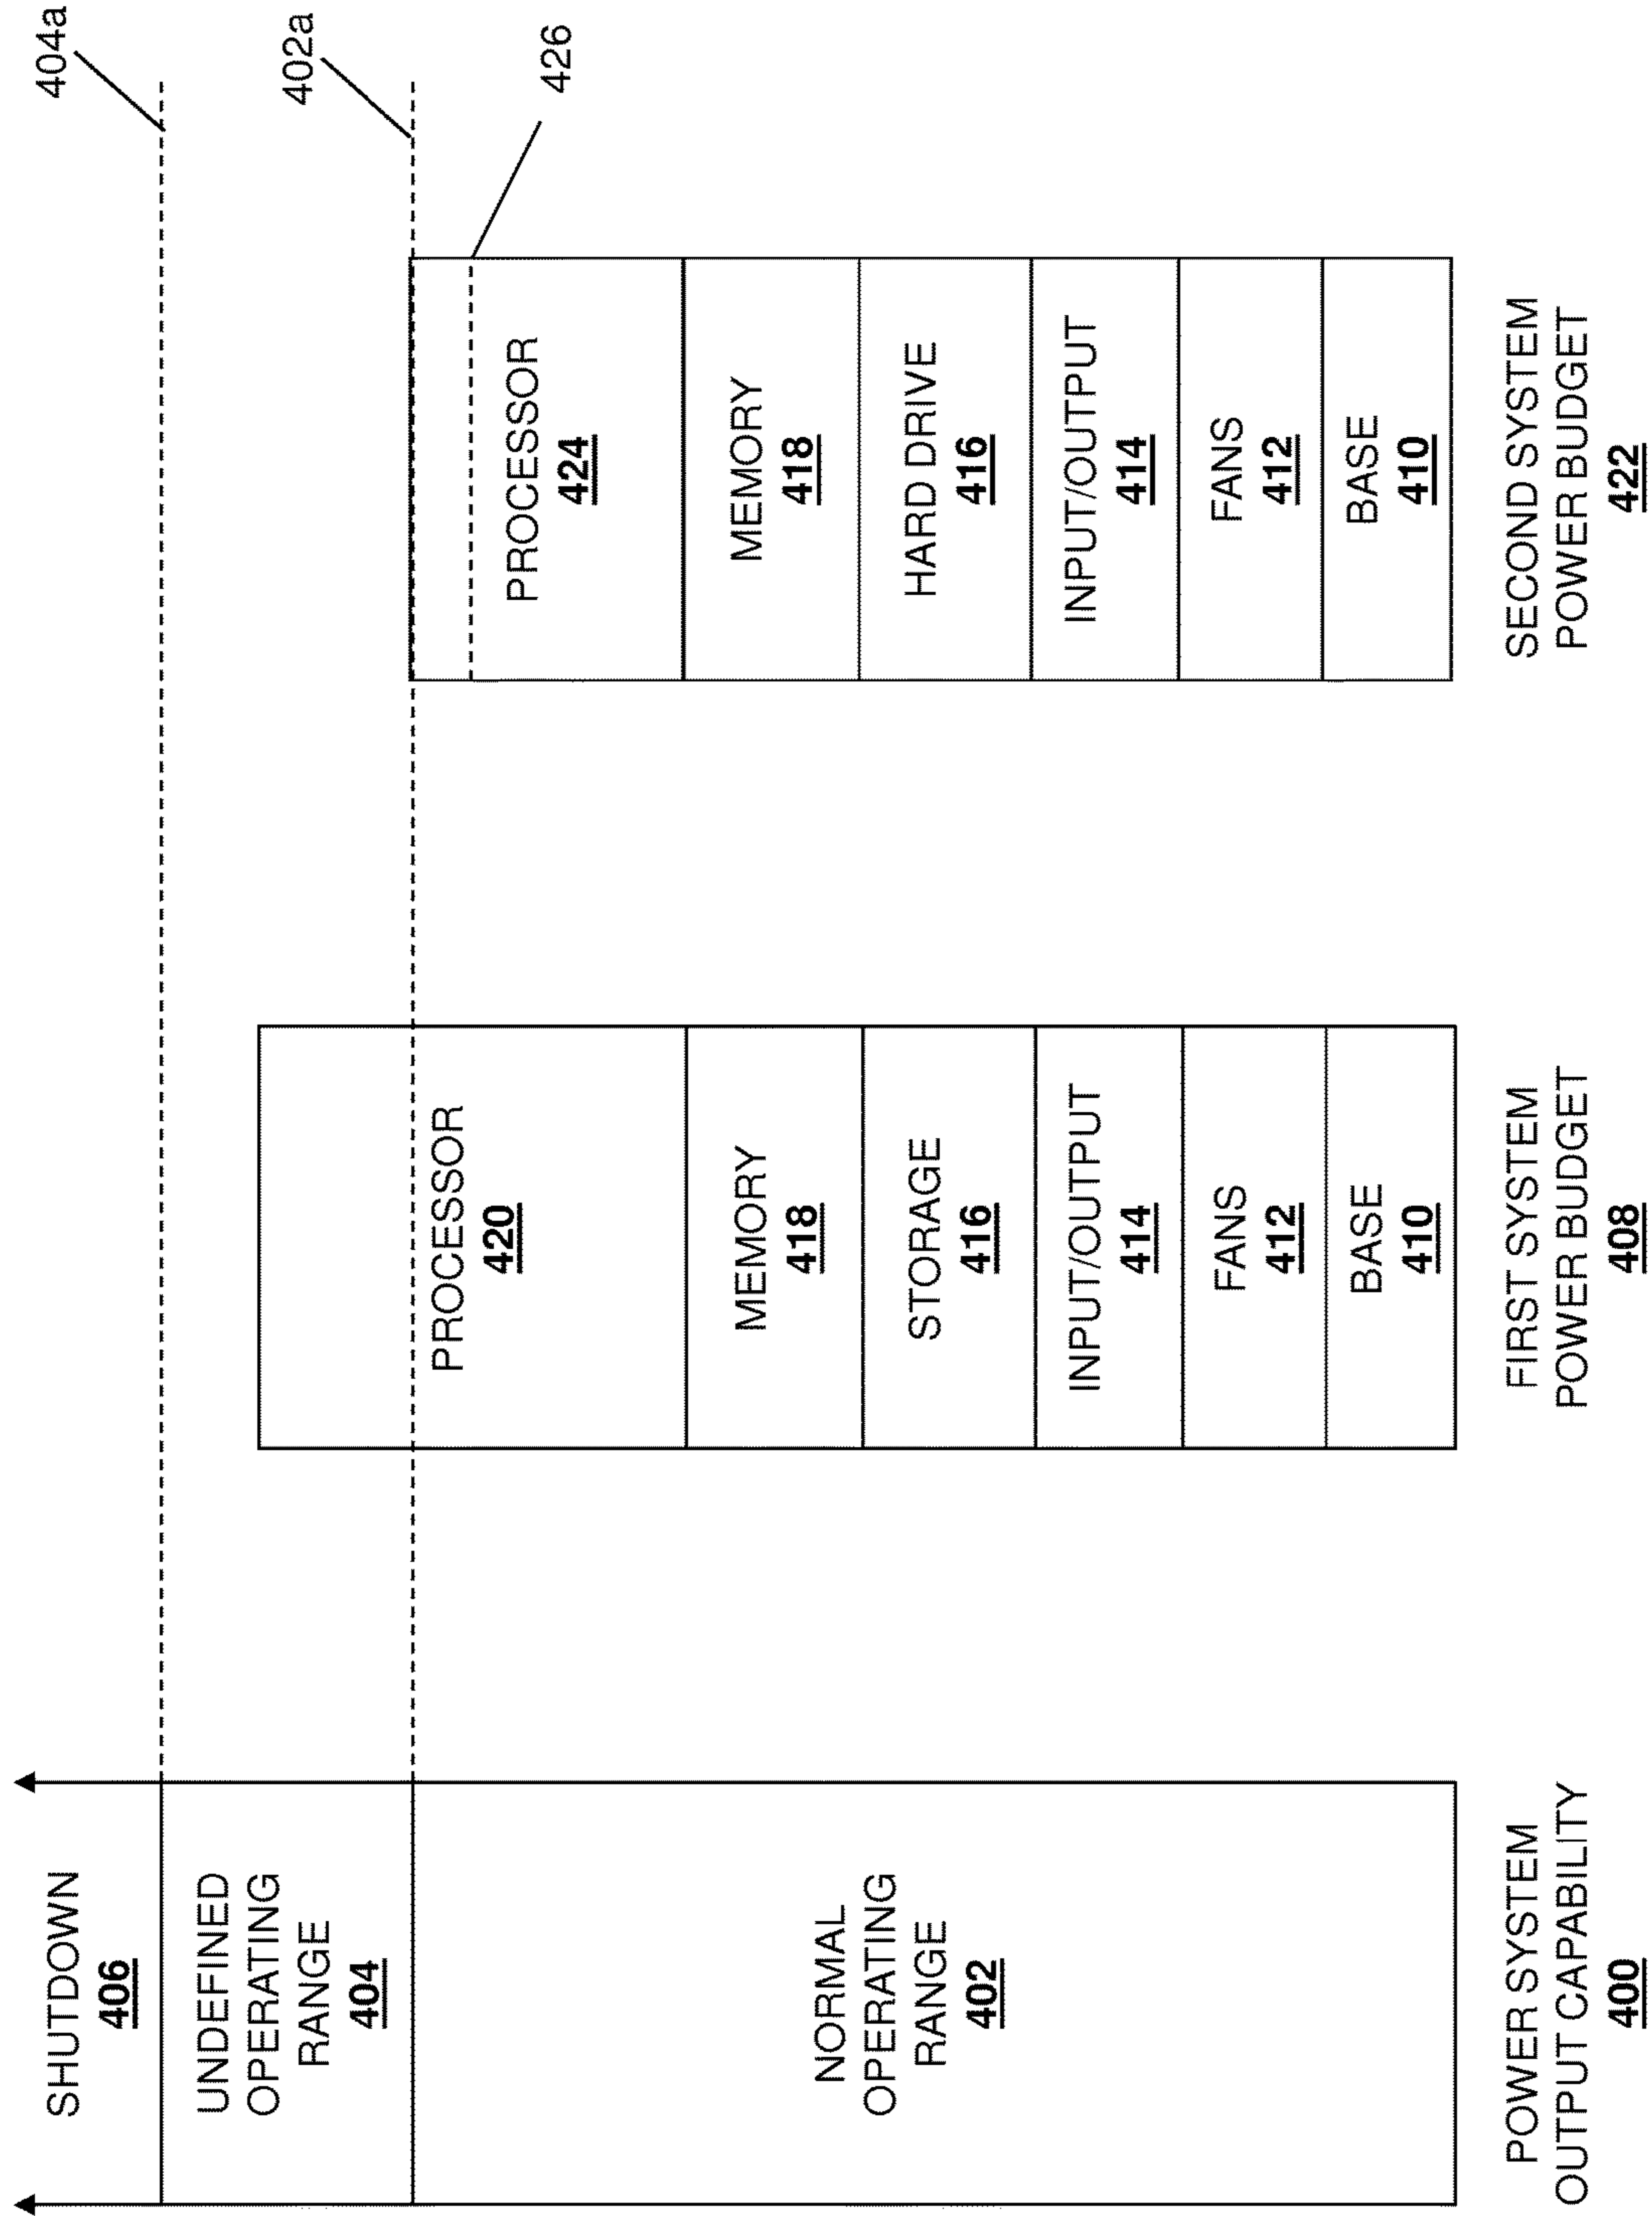 404a
402a
426
SHUTDOWN
406
UNDEFINED
OPERATING
RANGE
404
NORMAL
OPERATING
RANGE
402
POWER SYSTEM
OUTPUT CAPABILITY
400
PROCESSOR
420
MEMORY
418
STORAGE
416
INPUT/OUTPUT
414
FANS
412
BASE
410
FIRST SYSTEM
POWER BUDGET
408
PROCESSOR
424
MEMORY
418
HARD DRIVE
416
INPUT/OUTPUT
414
FANS
412
BASE
410
SECOND SYSTEM
POWER BUDGET
422